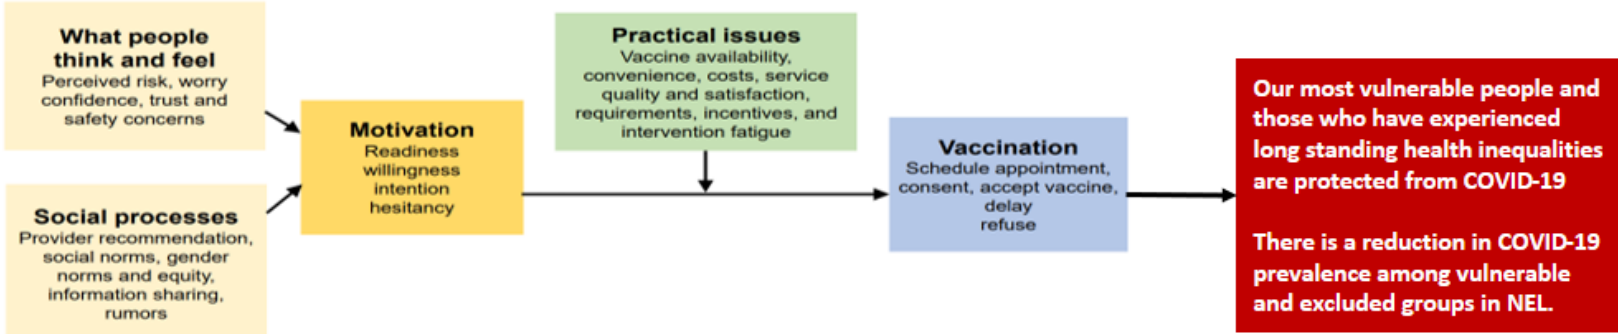 What people
think and feel
Perceived risk, worry
confidence, trust and
safety concerns
Social processes
Provider recommendation,
social norms, gender
norms and equity,
information sharing,
rumors
Motivation
Readiness
willingness
intention
hesitancy
Practical issues
Vaccine availability,
convenience, costs, service
quality and satisfaction,
requirements, incentives, and
intervention fatigue
Vaccination
Schedule appointment,
consent, accept vaccine,
delay
refuse
Our most vulnerable people and
those who have experienced
long standing health inequalities
are protected from COVID-19
There is a reduction in COVID-19
prevalence among vulnerable
and excluded groups in NEL.